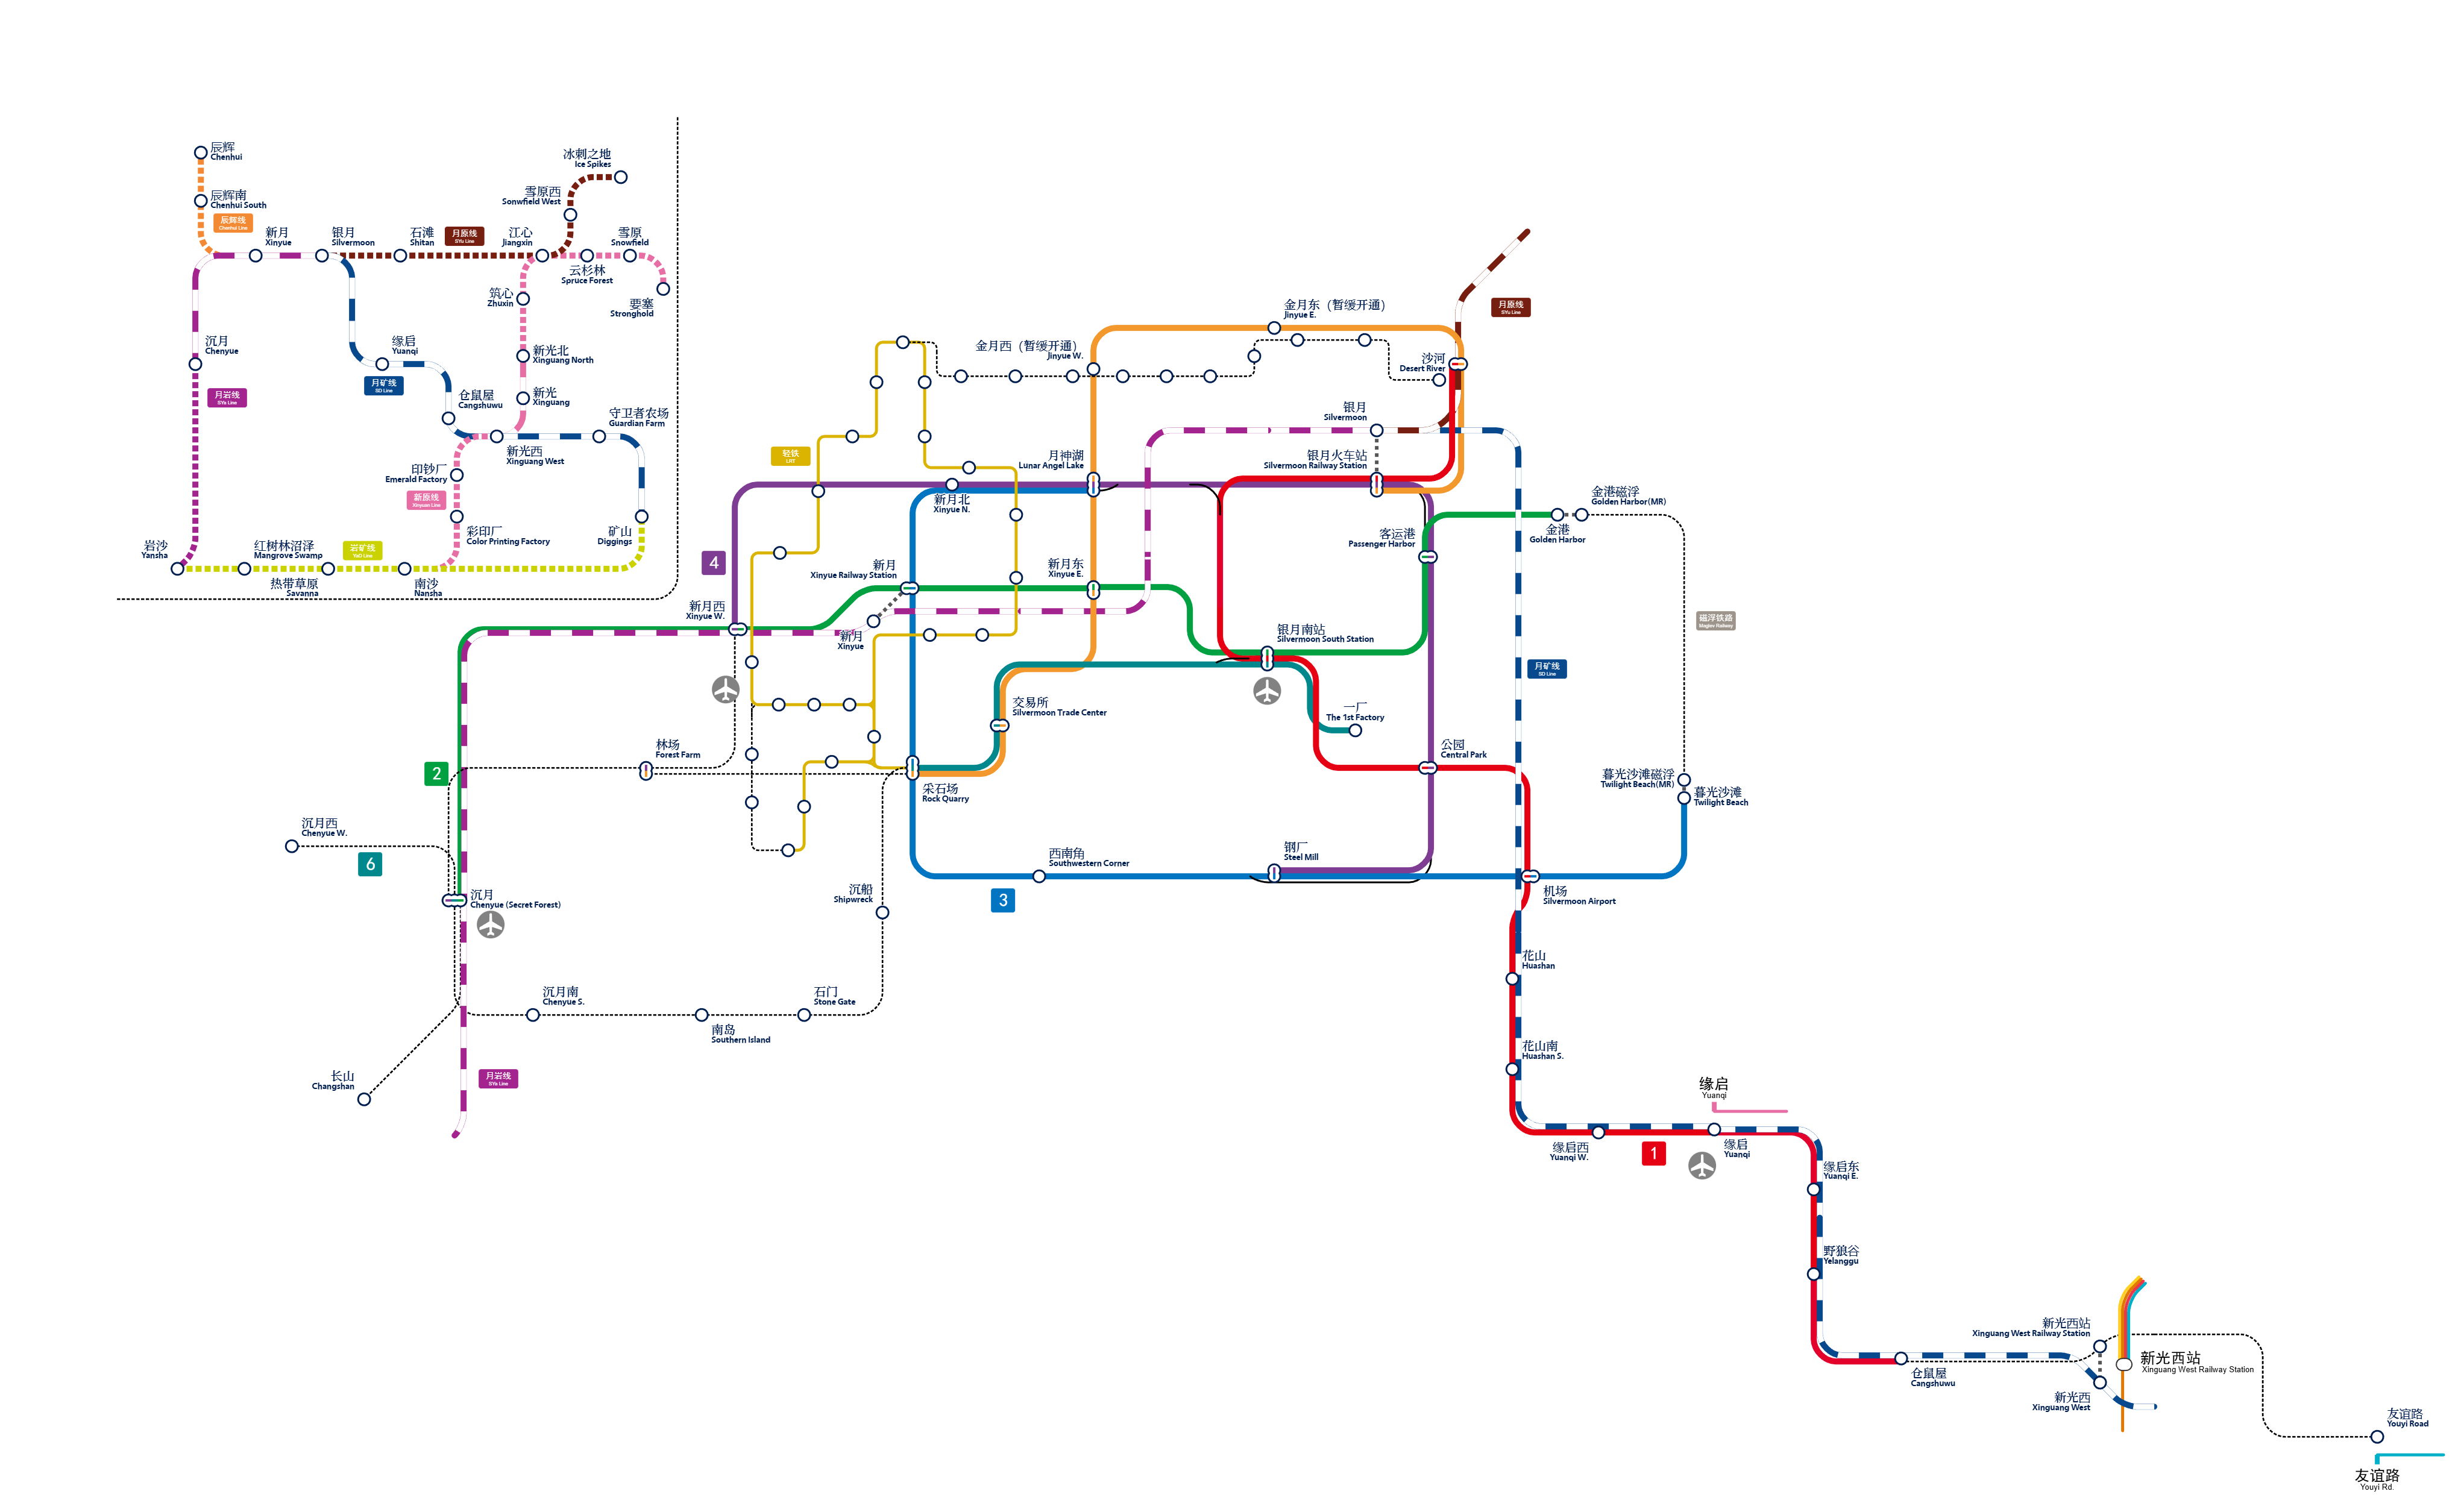 辰辉
Chenhui
辰辉南
Chenhui South
辰辉线
Chenhui Line
新月
Xinyue
银月
Silvermoon
石滩
Shitan
月原线
SYu Line
江心
Jiangxin
冰刺之地
Ice Spikes
雪原西
Sonwfield West
雪原
Snowfield
云杉林
Spruce Forest
要塞
Stronghold
筑心
Zhuxin
新光北
Xinguang North
新光
Xinguang
沉月
Chenyue
月岩线
SYa Line
缘启
Yuanqi
月矿线
SD Line
仓鼠屋
Cangshuwu
守卫者农场
Guardian Farm
新光西
Xinguang West
印钞厂
Emerald Factory
新原线
Xinyuan Line
彩印厂
Color Printing Factory
矿山
Diggings
岩沙
Yansha
红树林沼泽
Mangrove Swamp
岩矿线
YaD Line
热带草原
Savanna
南沙
Nansha
金月东（暂缓开通）
Jinyue E.
金月西（暂缓开通）
Jinyue W.
沙河
Desert River
月原线
SYu Line
银月
Silvermoon
轻铁
LRT
月神湖
Lunar Angel Lake
银月火车站
Silvermoon Railway Station
新月北
Xinyue N.
金港磁浮
Golden Harbor(MR)
金港
Golden Harbor
客运港
Passenger Harbor
4
新月
Xinyue Railway Station
新月东
Xinyue E.
新月西
Xinyue W.
新月
Xinyue
银月南站
Silvermoon South Station
磁浮铁路
Maglev Railway
月矿线
SD Line
交易所
Silvermoon Trade Center
一厂
The 1st Factory
林场
Forest Farm
公园
Central Park
2
采石场
Rock Quarry
暮光沙滩磁浮
Twilight Beach(MR)
暮光沙滩
Twilight Beach
沉月西
Chenyue W.
6
西南角
Southwestern Corner
钢厂
Steel Mill
3
机场
Silvermoon Airport
沉月
Chenyue (Secret Forest)
沉船
Shipwreck
花山
Huashan
沉月南
Chenyue S.
石门
Stone Gate
南岛
Southern Island
花山南
Huashan S.
长山
Changshan
月岩线
SYa Line
缘启
Yuanqi
缘启西
Yuanqi W.
1
缘启
Yuanqi
缘启东
Yuanqi E.
野狼谷
Yelanggu
新光西站
Xinguang West Railway Station
新光西站
Xinguang West Railway Station
仓鼠屋
Cangshuwu
新光西
Xinguang West
友谊路
Youyi Road
友谊路
Youyi Rd.